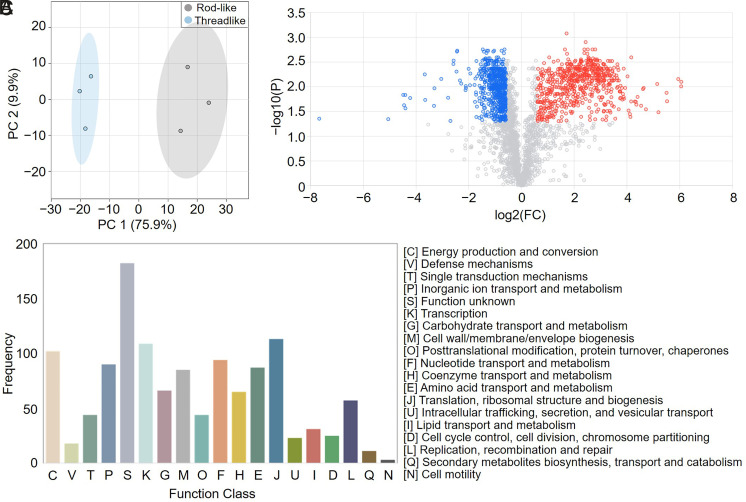 Rod-like
Threadlike
20
10
0
−10
−20
PC 2 (9.9%)
−30
−20
−10
0
10
20
30
PC 1 (75.9%)
3.5
3.0
2.5
2.0
1.5
1.0
0.5
0
−log10(P)
−8
−6
−4
−2
0
2
4
6
8
log2(FC)
200
150
100
50
0
Frequency
C V T P S K G M O F H E J U I D L Q N
Function Class
[C] Energy production and conversion
[V] Defense mechanisms
[T] Single transduction mechanisms
[P] Inorganic ion transport and metabolism
[S] Function unknown
[K] Transcription
[G] Carbohydrate transport and metabolism
[M] Cell wall/membrane/envelope biogenesis
[O] Posttranslational modification, protein turnover, chaperones
[F] Nucleotide transport and metabolism
[H] Coenzyme transport and metabolism
[E] Amino acid transport and metabolism
[J] Translation, ribosomal structure and biogenesis
[U] Intracellular trafficking, secretion, and vesicular transport
[I] Lipid transport and metabolism
[D] Cell cycle control, cell division, chromosome partitioning
[L] Replication, recombination and repair
[Q] Secondary metabolites biosynthesis, transport and catabolism
[N] Cell motility